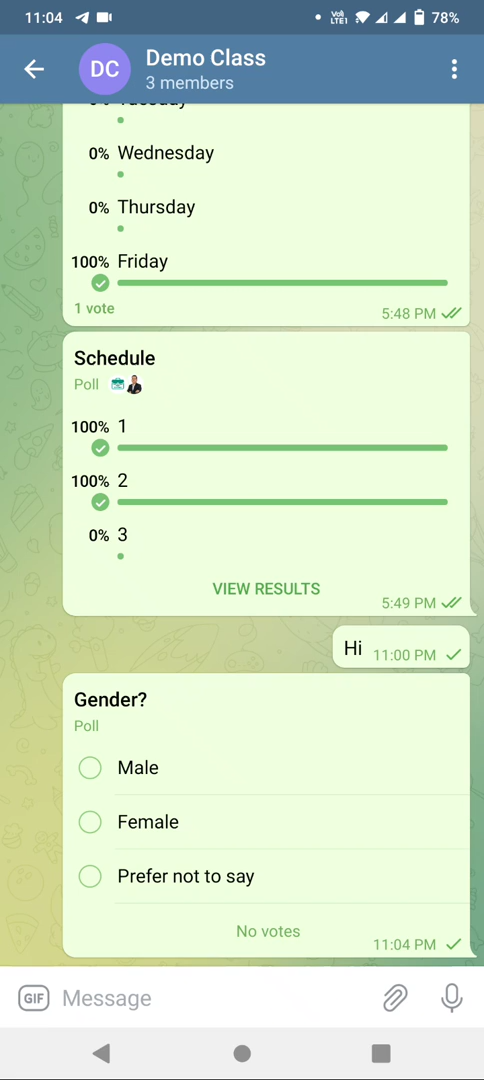 11:04 78%
DC Demo Class
3 members
0% Tuesday
0% Wednesday
0% Thursday
100% Friday
1 vote 5:48 PM
Schedule
Poll
100% 1
100% 2
0% 3
VIEW RESULTS
5:49 PM
Hi 11:00 PM
Gender?
Poll
Male
Female
Prefer not to say
No votes
11:04 PM
GIF Message